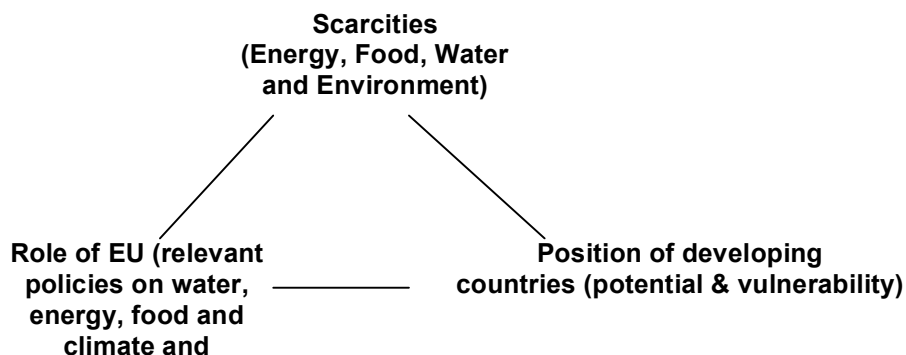 Scarcities
(Energy, Food, Water
and Environment)
Role of EU (relevant
policies on water,
energy, food and
climate and
Position of developing
countries (potential & vulnerability)